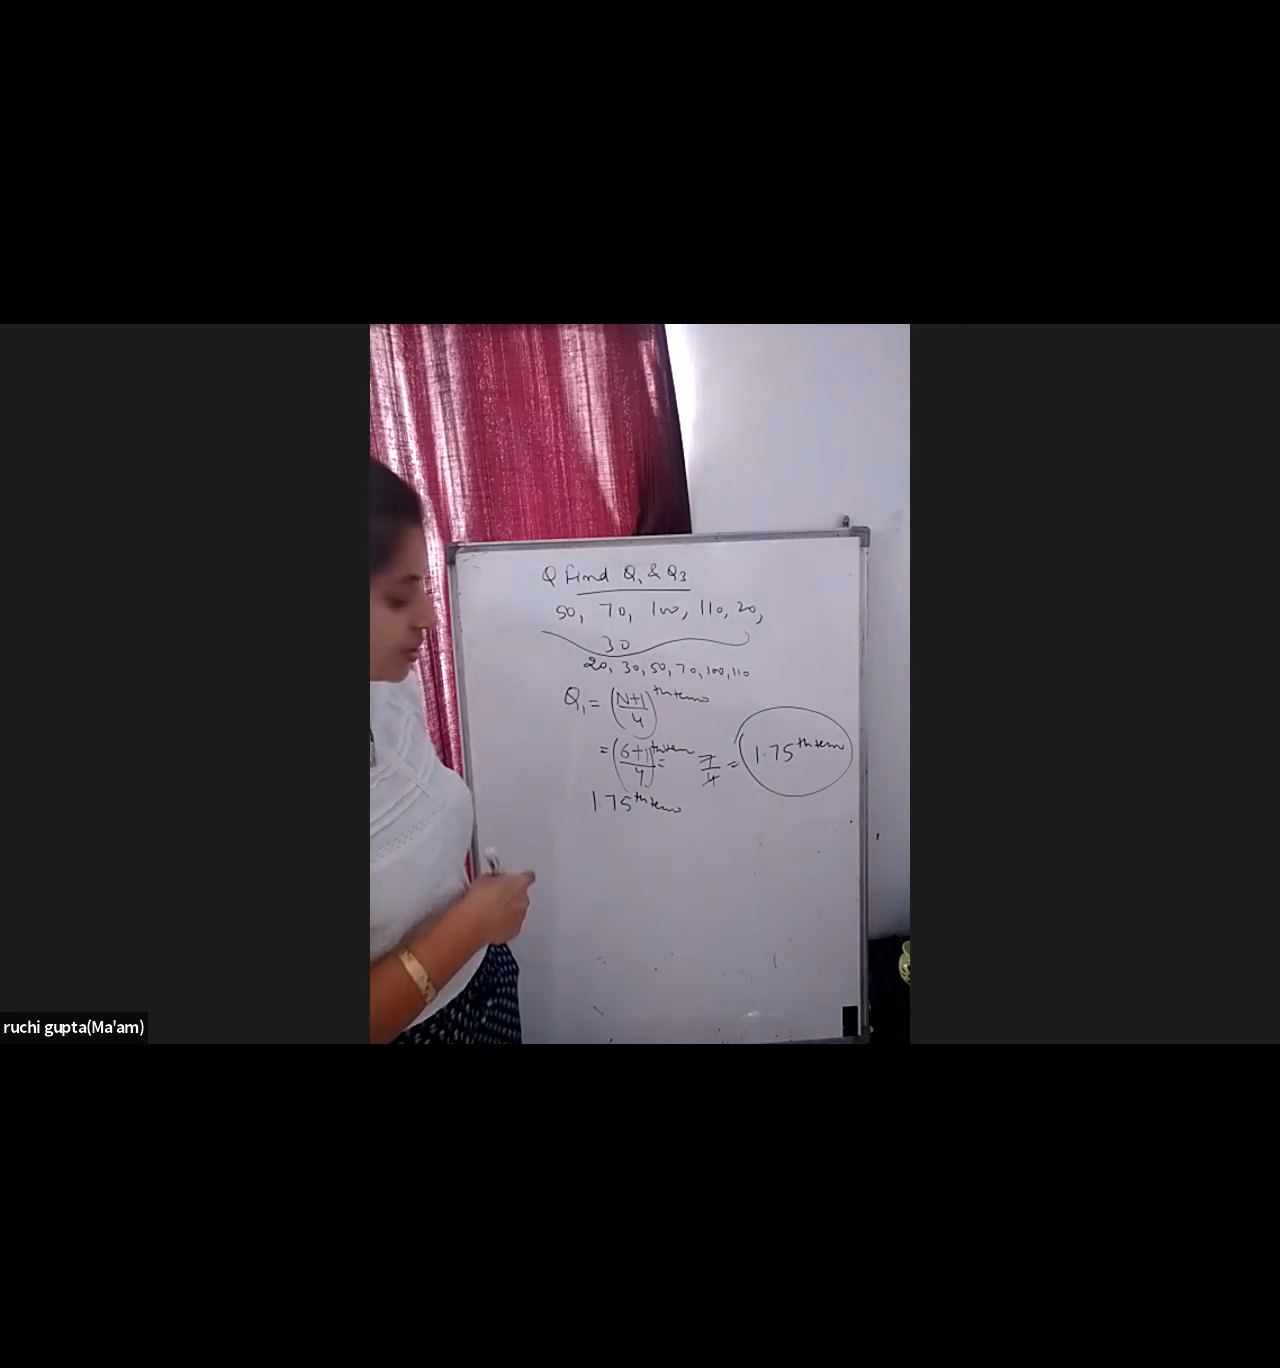 Q Find Q₁ & Q₃
50, 70, 100, 110, 20,
30
20, 30, 50, 70, 100, 110
Q₁ = (N+1/4)th term
= (6+1/4)th term = 7/4 = 1.75th term
1.75th term
ruchi gupta(Ma'am)